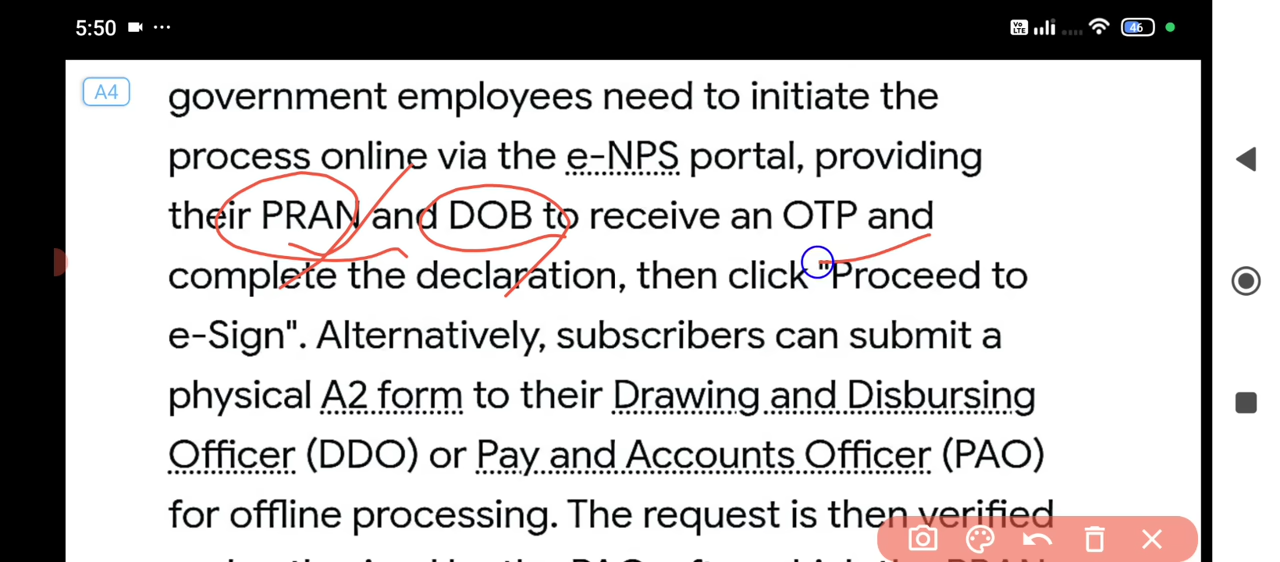 5:50
Vo LTE
46
A4
government employees need to initiate the
process online via the e-NPS portal, providing
their PRAN and DOB to receive an OTP and
complete the declaration, then click "Proceed to
e-Sign". Alternatively, subscribers can submit a
physical A2 form to their Drawing and Disbursing
Officer (DDO) or Pay and Accounts Officer (PAO)
for offline processing. The request is then verified